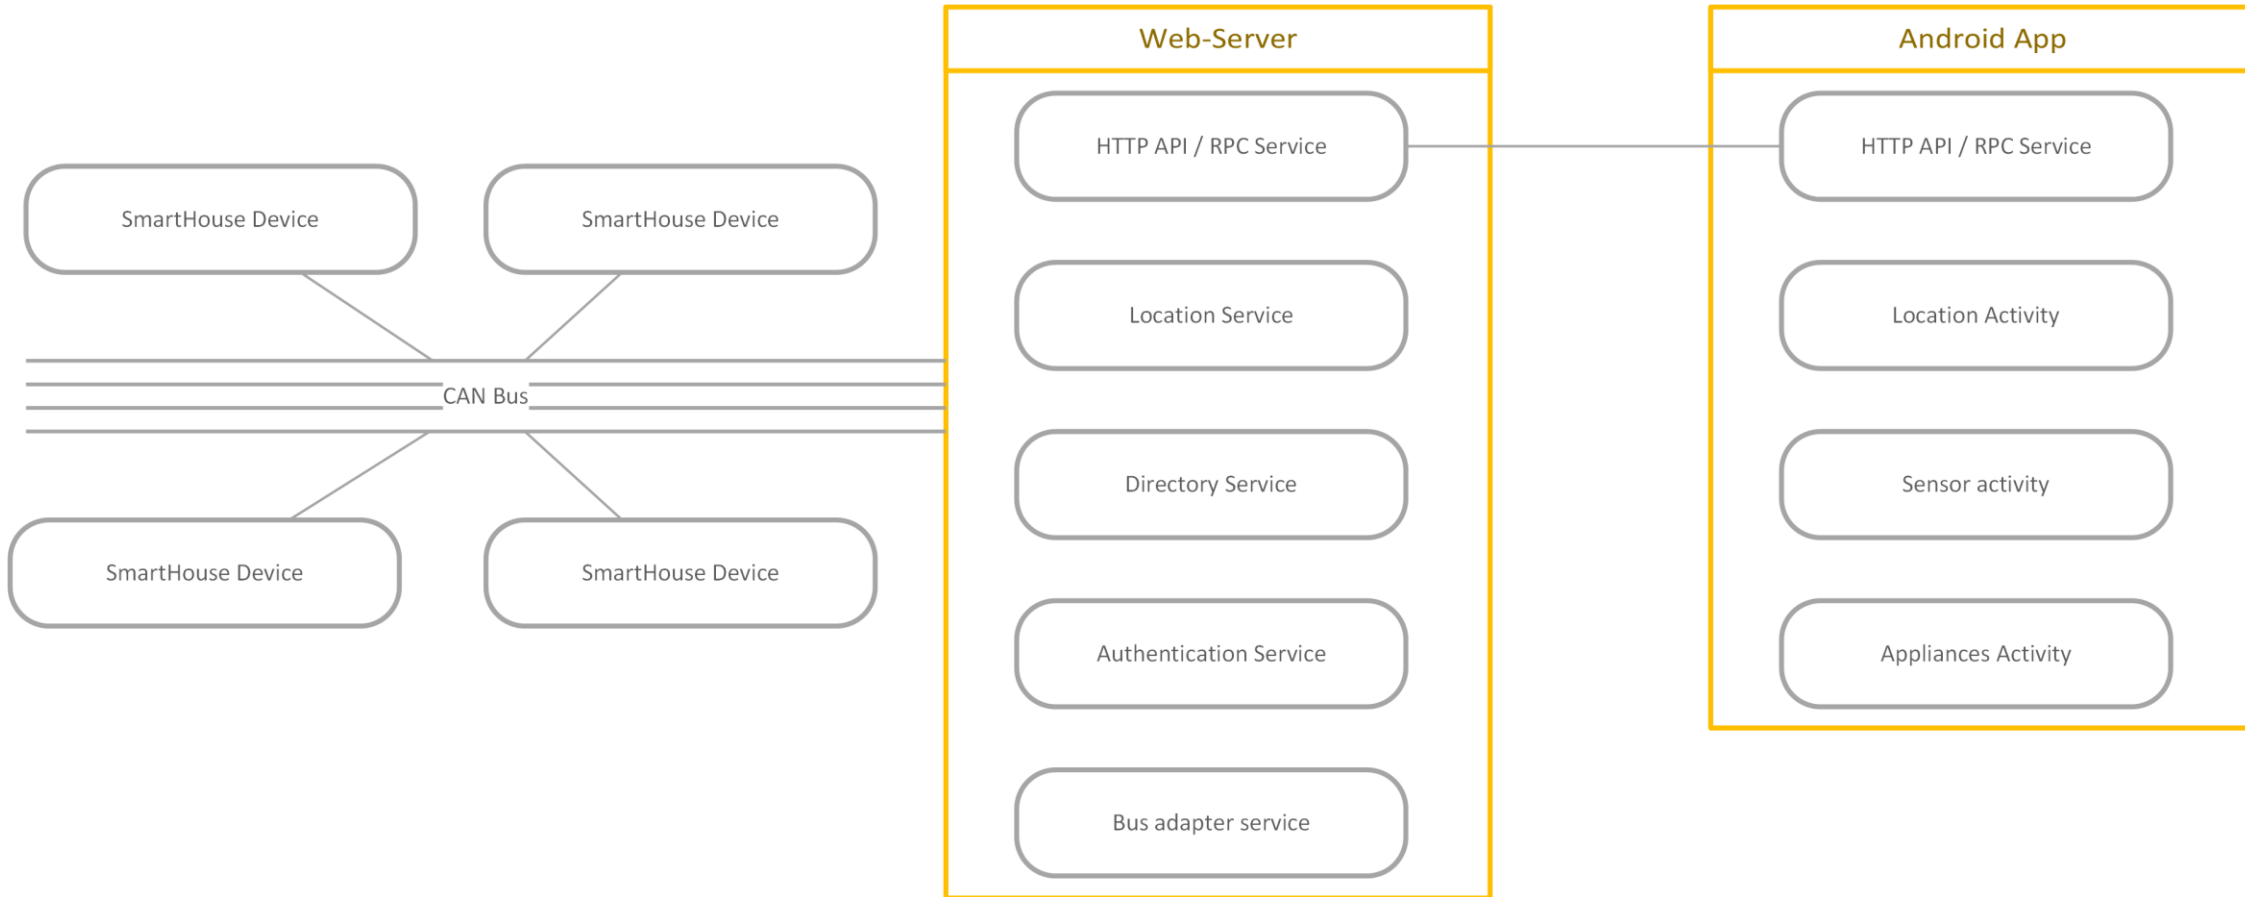 Web-Server
Android App
HTTP API / RPC Service
HTTP API / RPC Service
SmartHouse Device
SmartHouse Device
Location Service
Location Activity
CAN Bus
Directory Service
Sensor activity
SmartHouse Device
SmartHouse Device
Authentication Service
Appliances Activity
Bus adapter service